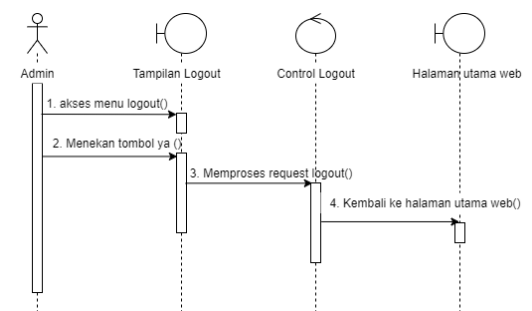 Admin
Tampilan Logout
Control Logout
Halaman utama web
1. akses menu logout()
2. Menekan tombol ya ()
3. Memproses request logout()
4. Kembali ke halaman utama web()